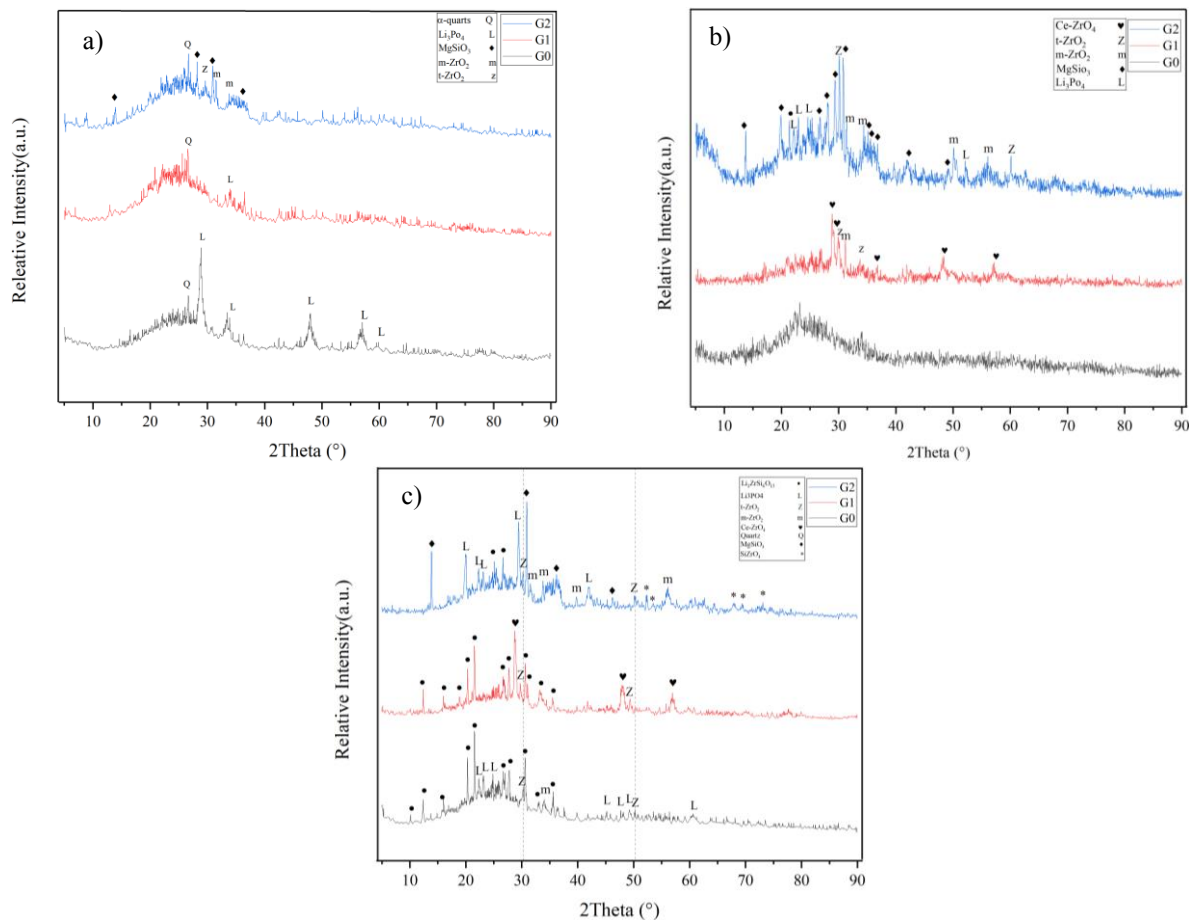 a)
α-quarts Q
Li₃Po₄ L
MgSiO₃ ♦
m-ZrO₂ m
t-ZrO₂ z
G2
G1
G0
Releative Intensity(a.u.)
Q
♦ ♦ Z m m ♦
♦
Q
L
L
Q
L
L
L
L
10 20 30 40 50 60 70 80 90
2Theta (°)
b)
Ce-ZrO₄ ♥
t-ZrO₂ Z
m-ZrO₂ m
MgSio₃ ♦
Li₃Po₄ L
G2
G1
G0
Relative Intensity(a.u.)
Z ♦
♦
♦ ♦ L L ♦ ♦ m m ♦ ♦ ♦
L
♦ ♦ m L m Z
♥
♥
z m z ♥ ♥ ♥
10 20 30 40 50 60 70 80 90
2Theta (°)
c)
L
Li3PO4 L
t-ZrO₂ Z
m-ZrO₂ m
Ce-ZrO₄ ♥
Quartz Q
MgSiO₃ ♦
SiZrO₄ *
G2
G1
G0
Relative Intensity(a.u.)
♦
L
♦ L L L • • Z m m ♦ m L ♦ Z * * m * * *
♥
• • • • • • • Z • • • • ♥ Z ♥
• • • • • L L L • • Z • • m • L L L Z L
10 20 30 40 50 60 70 80 90
2Theta (°)